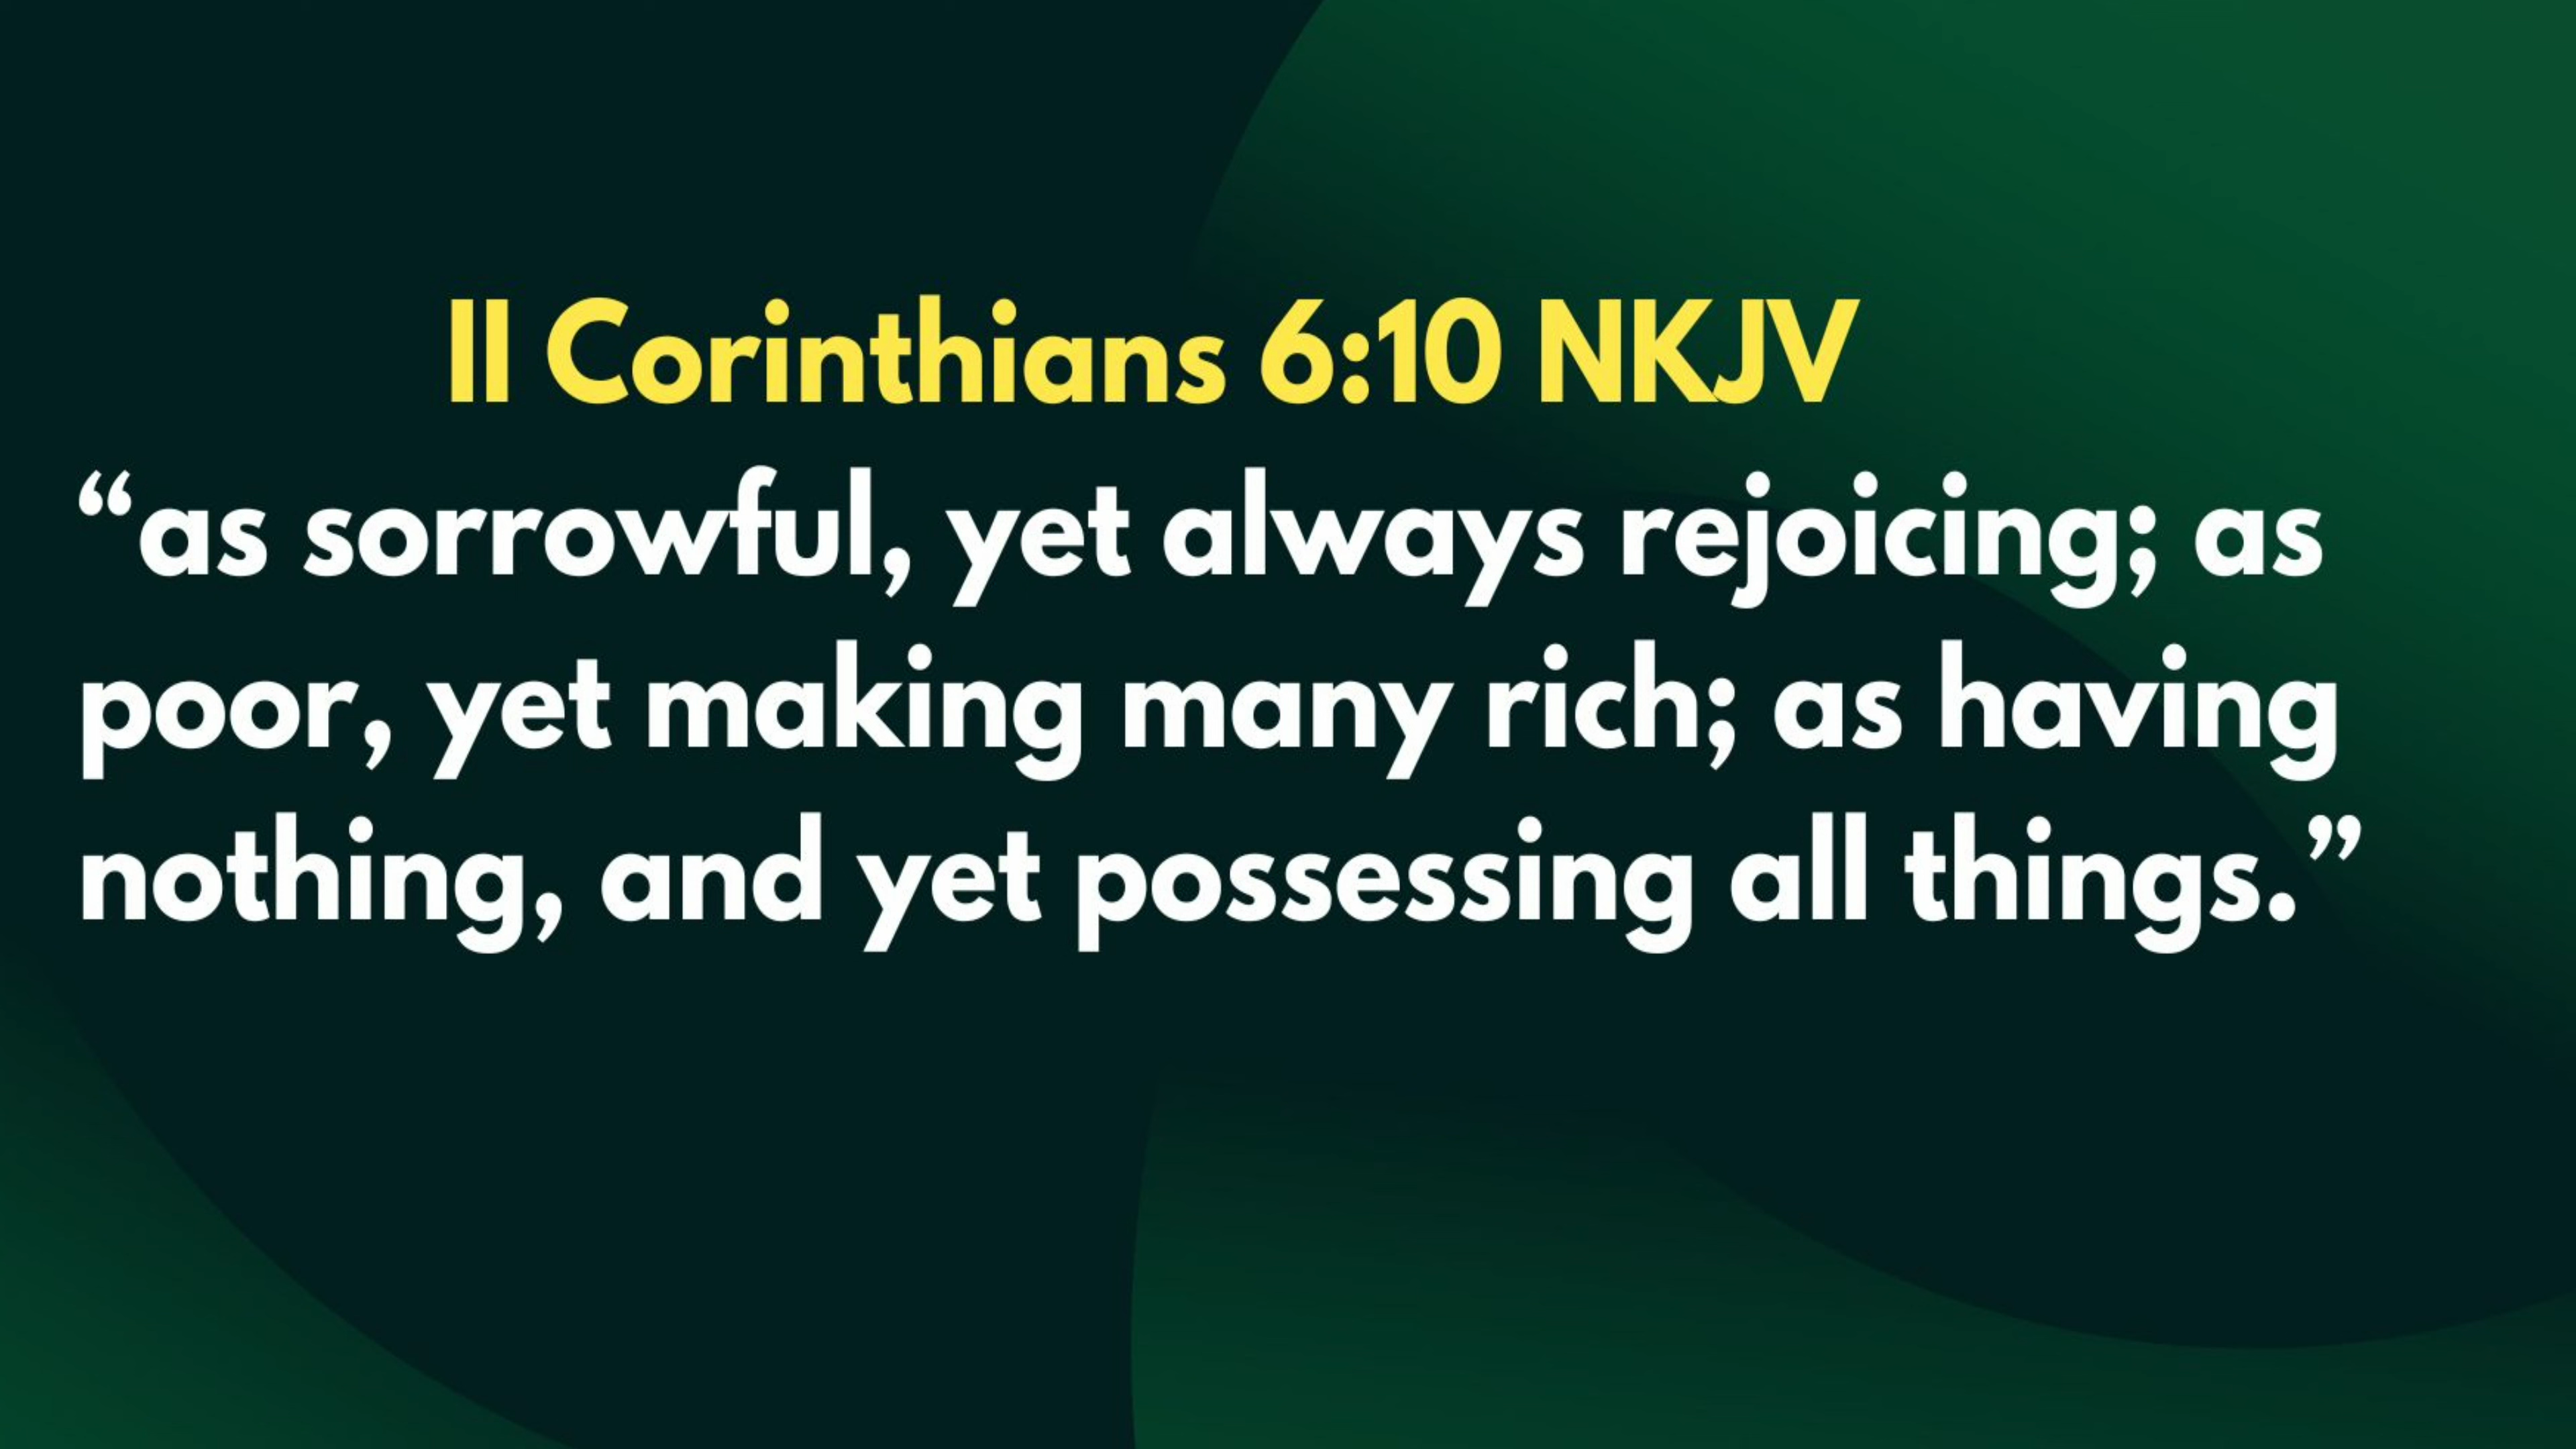 II Corinthians 6:10 NKJV
“as sorrowful, yet always rejoicing; as
poor, yet making many rich; as having
nothing, and yet possessing all things.”